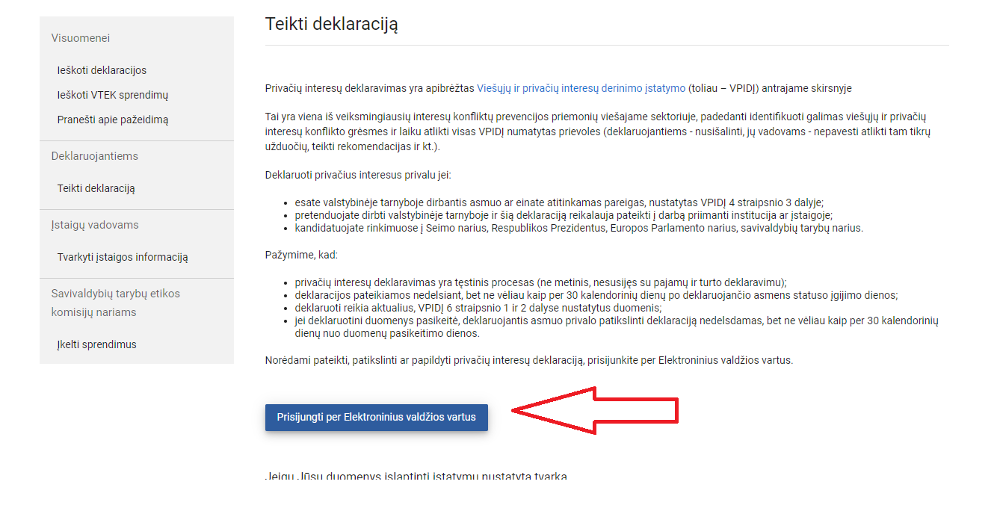 Visuomenei
Ieškoti deklaracijos
Ieškoti VTEK sprendimų
Pranešti apie pažeidimą
Deklaruojantiems
Teikti deklaraciją
Įstaigų vadovams
Tvarkyti įstaigos informaciją
Savivaldybių tarybų etikos
komisijų nariams
Įkelti sprendimus
Teikti deklaraciją
Privačių interesų deklaravimas yra apibrėžtas Viešųjų ir privačių interesų derinimo įstatymo (toliau – VPIDĮ) antrajame skirsnyje
Tai yra viena iš veiksmingiausių interesų konfliktų prevencijos priemonių viešajame sektoriuje, padedanti identifikuoti galimas viešųjų ir privačių
interesų konflikto grėsmes ir laiku atlikti visas VPIDĮ numatytas prievoles (deklaruojantiems - nusišalinti, jų vadovams - nepavesti atlikti tam tikrų
užduočių, teikti rekomendacijas ir kt.).
Deklaruoti privačius interesus privalu jei:
• esate valstybinėje tarnyboje dirbantis asmuo ar einate atitinkamas pareigas, nustatytas VPIDĮ 4 straipsnio 3 dalyje;
• pretenduojate dirbti valstybinėje tarnyboje ir šią deklaraciją reikalauja pateikti į darbą priimanti institucija ar įstaigoje;
• kandidatuojate rinkimuose į Seimo narius, Respublikos Prezidentus, Europos Parlamento narius, savivaldybių tarybų narius.
Pažymime, kad:
• privačių interesų deklaravimas yra tęstinis procesas (ne metinis, nesusijęs su pajamų ir turto deklaravimu);
• deklaracijos pateikiamos nedelsiant, bet ne vėliau kaip per 30 kalendorinių dienų po deklaruojančio asmens statuso įgijimo dienos;
• deklaruoti reikia aktualius, VPIDĮ 6 straipsnio 1 ir 2 dalyse nustatytus duomenis;
• jei deklaruotini duomenys pasikeitė, deklaruojantis asmuo privalo patikslinti deklaraciją nedelsdamas, bet ne vėliau kaip per 30 kalendorinių
dienų nuo duomenų pasikeitimo dienos.
Norėdami pateikti, patikslinti ar papildyti privačių interesų deklaraciją, prisijunkite per Elektroninius valdžios vartus.
Prisijungti per Elektroninius valdžios vartus
Jeigu Jūsų duomenys įslaptinti įstatymų nustatyta tvarka